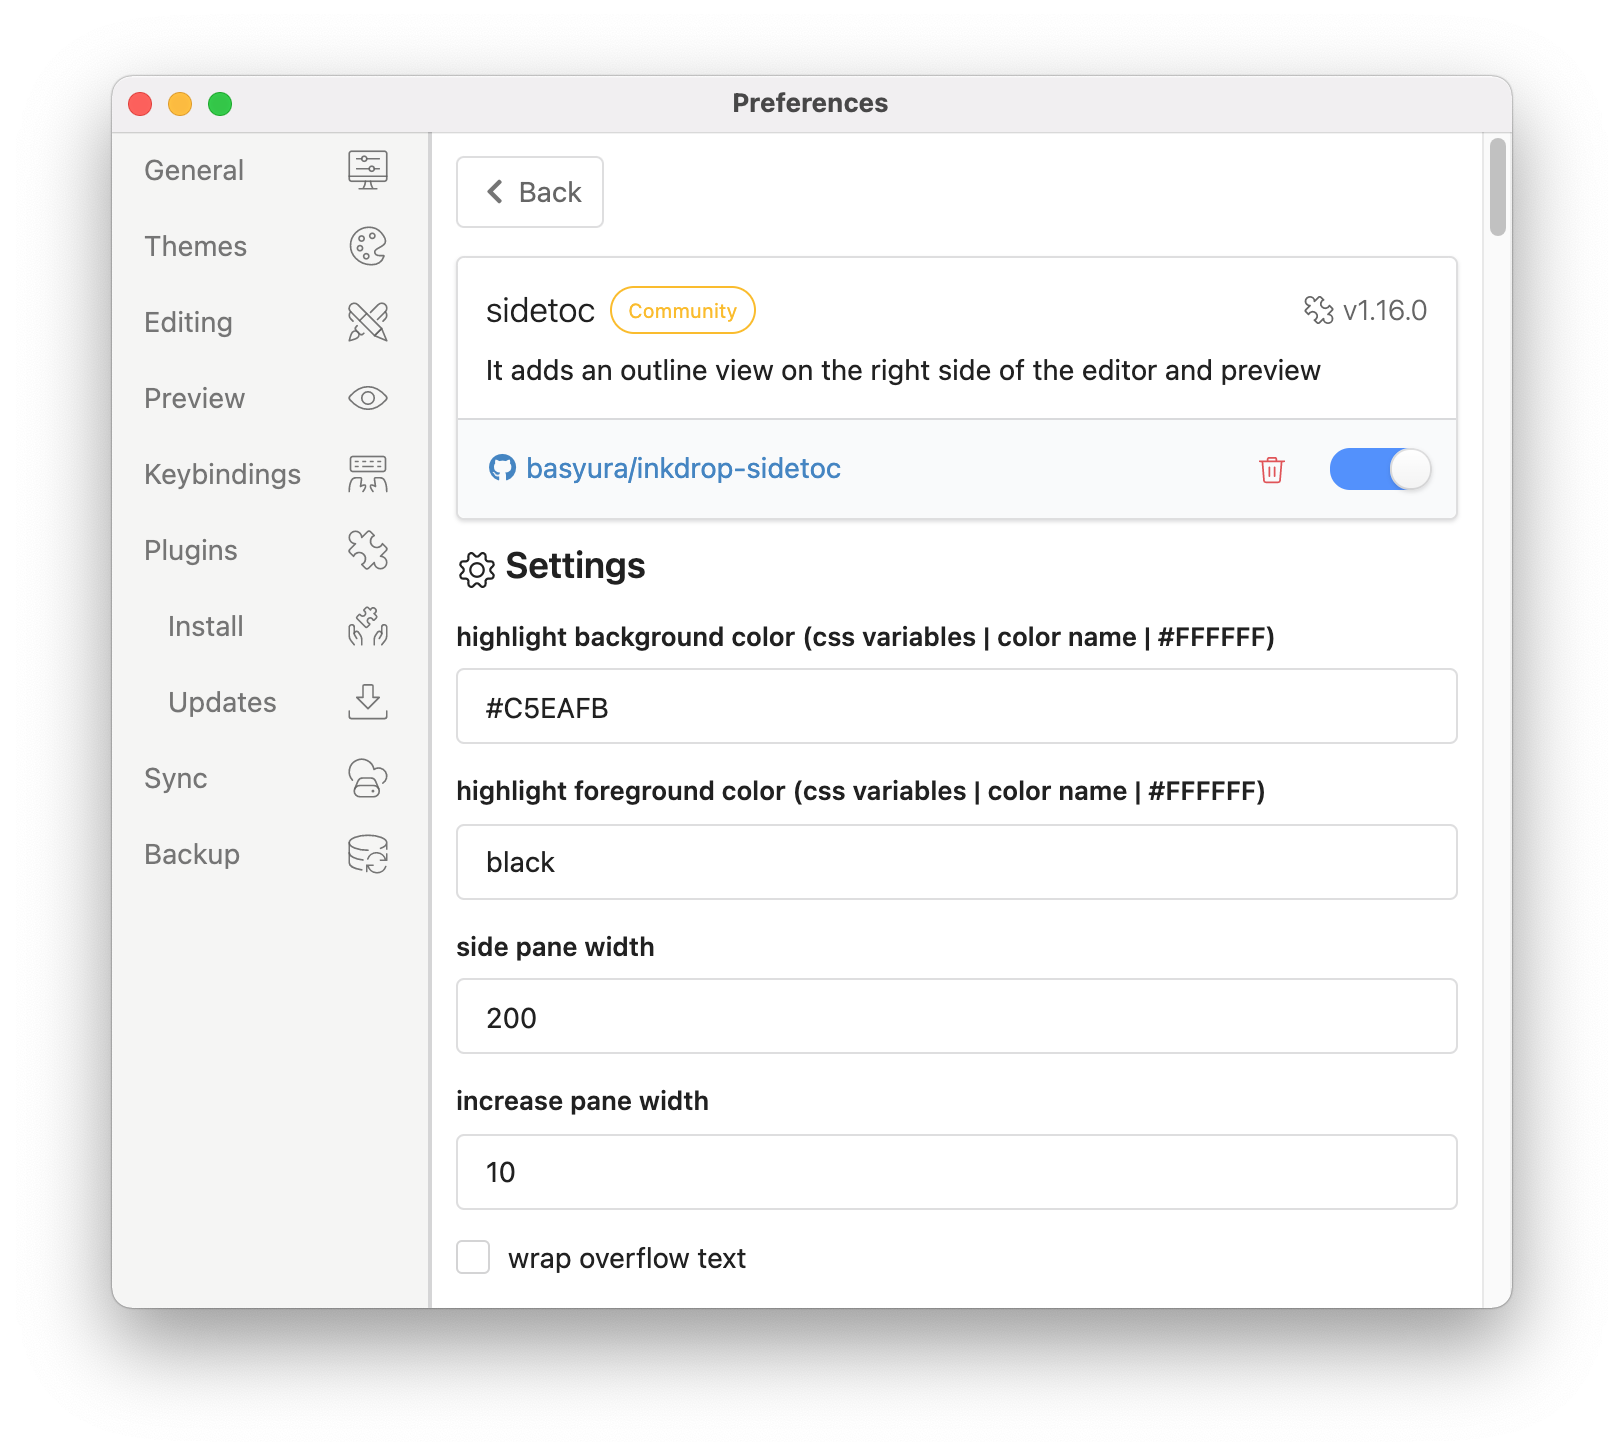 Preferences
General
Themes
Editing
Preview
Keybindings
Plugins
Install
Updates
Sync
Backup
Back
sidetoc Community v1.16.0
It adds an outline view on the right side of the editor and preview
basyura/inkdrop-sidetoc
Settings
highlight background color (css variables | color name | #FFFFFF)
#C5EAFB
highlight foreground color (css variables | color name | #FFFFFF)
black
side pane width
200
increase pane width
10
wrap overflow text